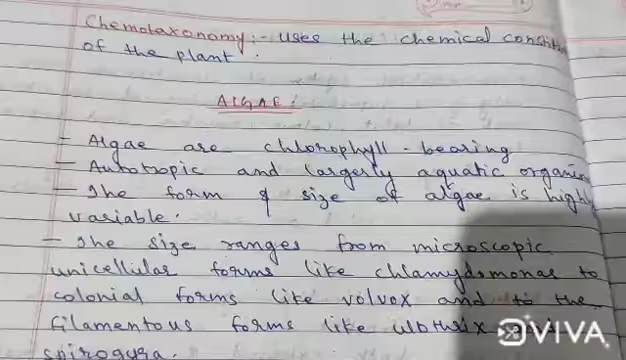 Chemotaxonomy:- uses the chemical
of the plant.
ALGAE:
- Algae are chlorophyll - bearing
- Autotropic and largerly aquatic
- The form & size of algae is highly
variable.
- The size ranges from microscopic
unicellular forms like chlamydomonas to
colonial forms like volvox and to the
filamentous forms like ulothrix
spirogyra.
VIVA